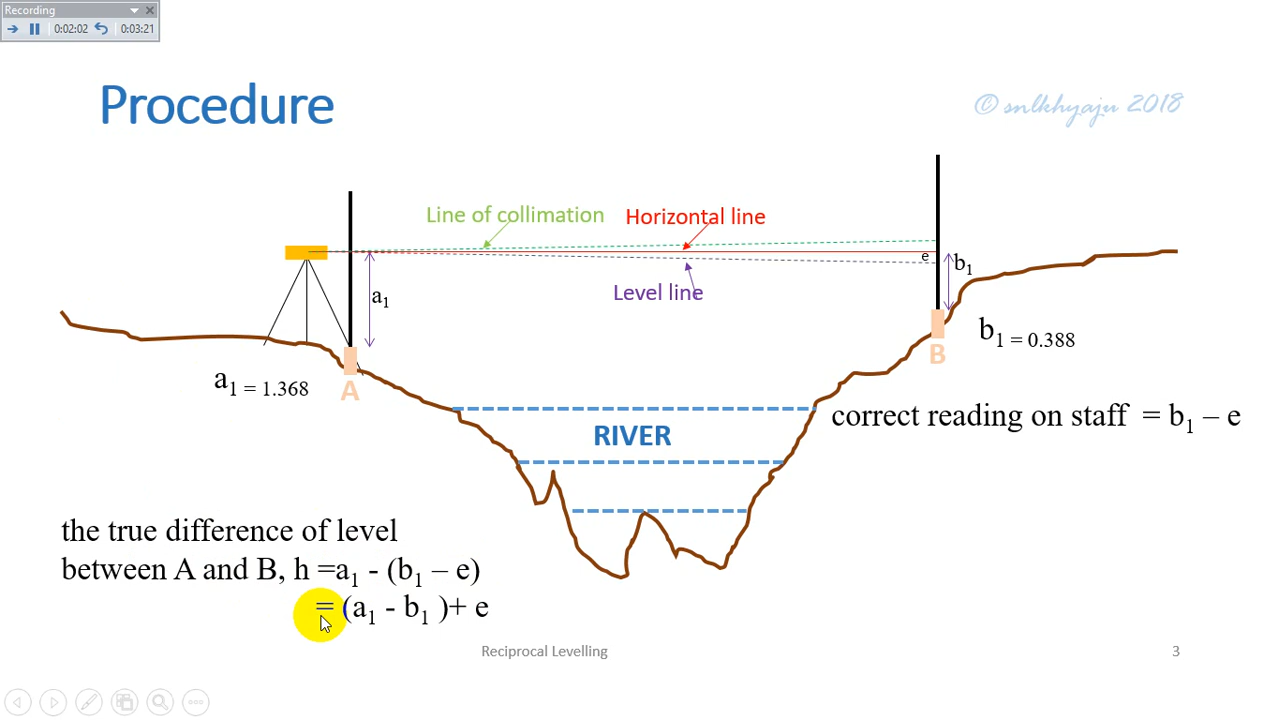 Recording
0:02:02 0:03:21
Procedure
© snlkhyaju 2018
Line of collimation
Horizontal line
e
b1
a1
Level line
b1 = 0.388
A
B
a1 = 1.368
correct reading on staff = b1 – e
RIVER
the true difference of level
between A and B, h =a1 - (b1 – e)
= (a1 - b1 )+ e
Reciprocal Levelling
3